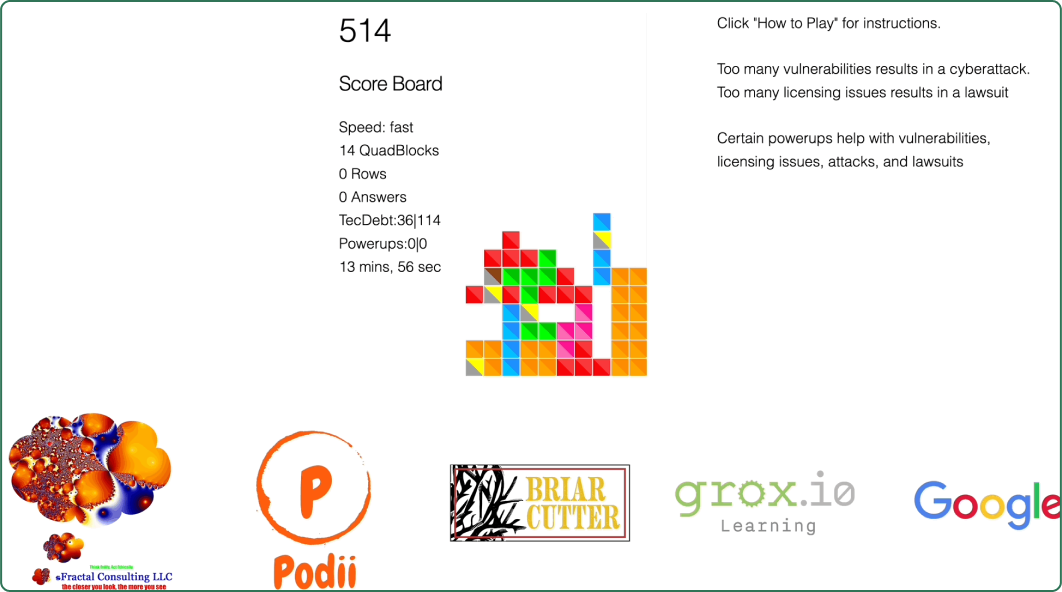 514
Score Board
Speed: fast
14 QuadBlocks
0 Rows
0 Answers
TecDebt:36|114
Powerups:0|0
13 mins, 56 sec
Click "How to Play" for instructions.
Too many vulnerabilities results in a cyberattack.
Too many licensing issues results in a lawsuit
Certain powerups help with vulnerabilities,
licensing issues, attacks, and lawsuits
sFractal Consulting LLC
the closer you look, the more you see
P
Podii
BRIAR
CUTTER
grox.io
Learning
Google